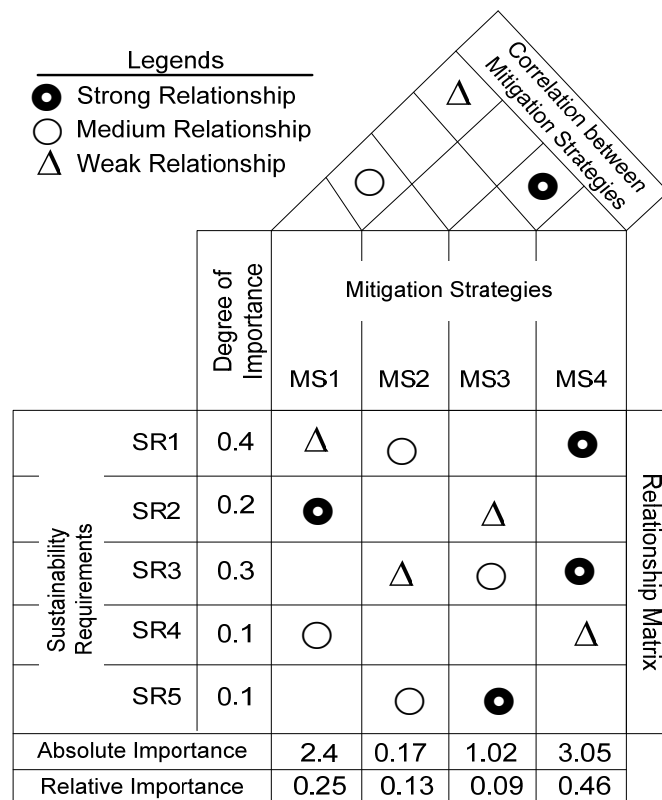 Legends
Strong Relationship
Medium Relationship
Weak Relationship
Correlation between
Mitigation Strategies
Degree of
Importance
Mitigation Strategies
MS1 MS2 MS3 MS4
Sustainability
Requirements
SR1 0.4
SR2 0.2
SR3 0.3
SR4 0.1
SR5 0.1
Relationship Matrix
Absolute Importance 2.4 0.17 1.02 3.05
Relative Importance 0.25 0.13 0.09 0.46